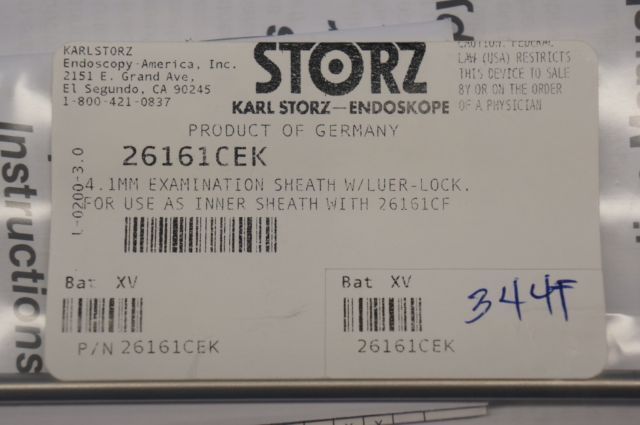 KARLSTORZ
Endoscopy-America, Inc.
2151 E. Grand Ave,
El Segundo, CA 90245
1-800-421-0837
STORZ
KARL STORZ—ENDOSKOPE
CAUTION: FEDERAL
LAW (USA) RESTRICTS
THIS DEVICE TO SALE
BY OR ON THE ORDER
OF A PHYSICIAN
PRODUCT OF GERMANY
26161CEK
4.1MM EXAMINATION SHEATH W/LUER-LOCK.
FOR USE AS INNER SHEATH WITH 26161CF
L-0200-3.0
Bat XV
P/N 26161CEK
Bat XV
26161CEK
344F
Instructions